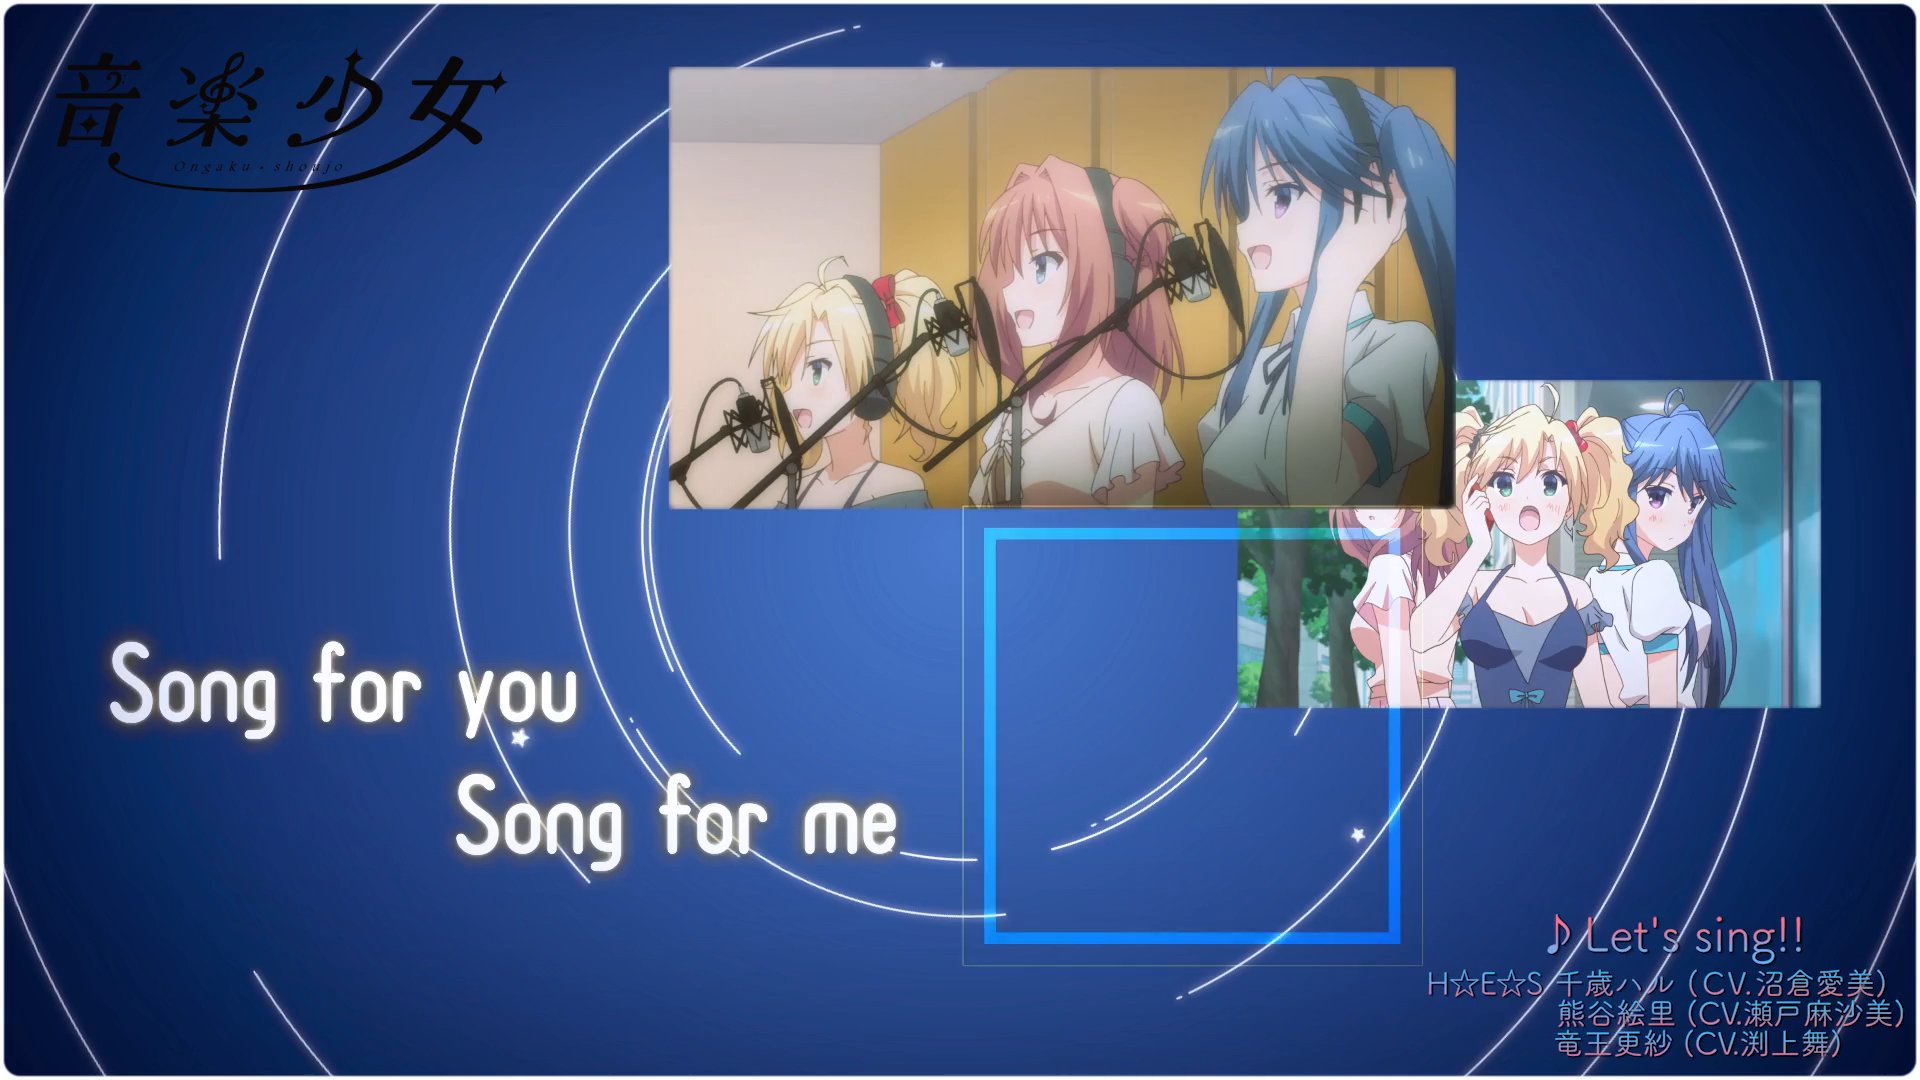 音楽少女
Ongaku・shoujo
Song for you
Song for me
♪Let's sing!!
H☆E☆S 千歳ハル (CV.沼倉愛美)
熊谷絵里 (CV.瀬戸麻沙美)
竜王更紗 (CV.渕上舞)